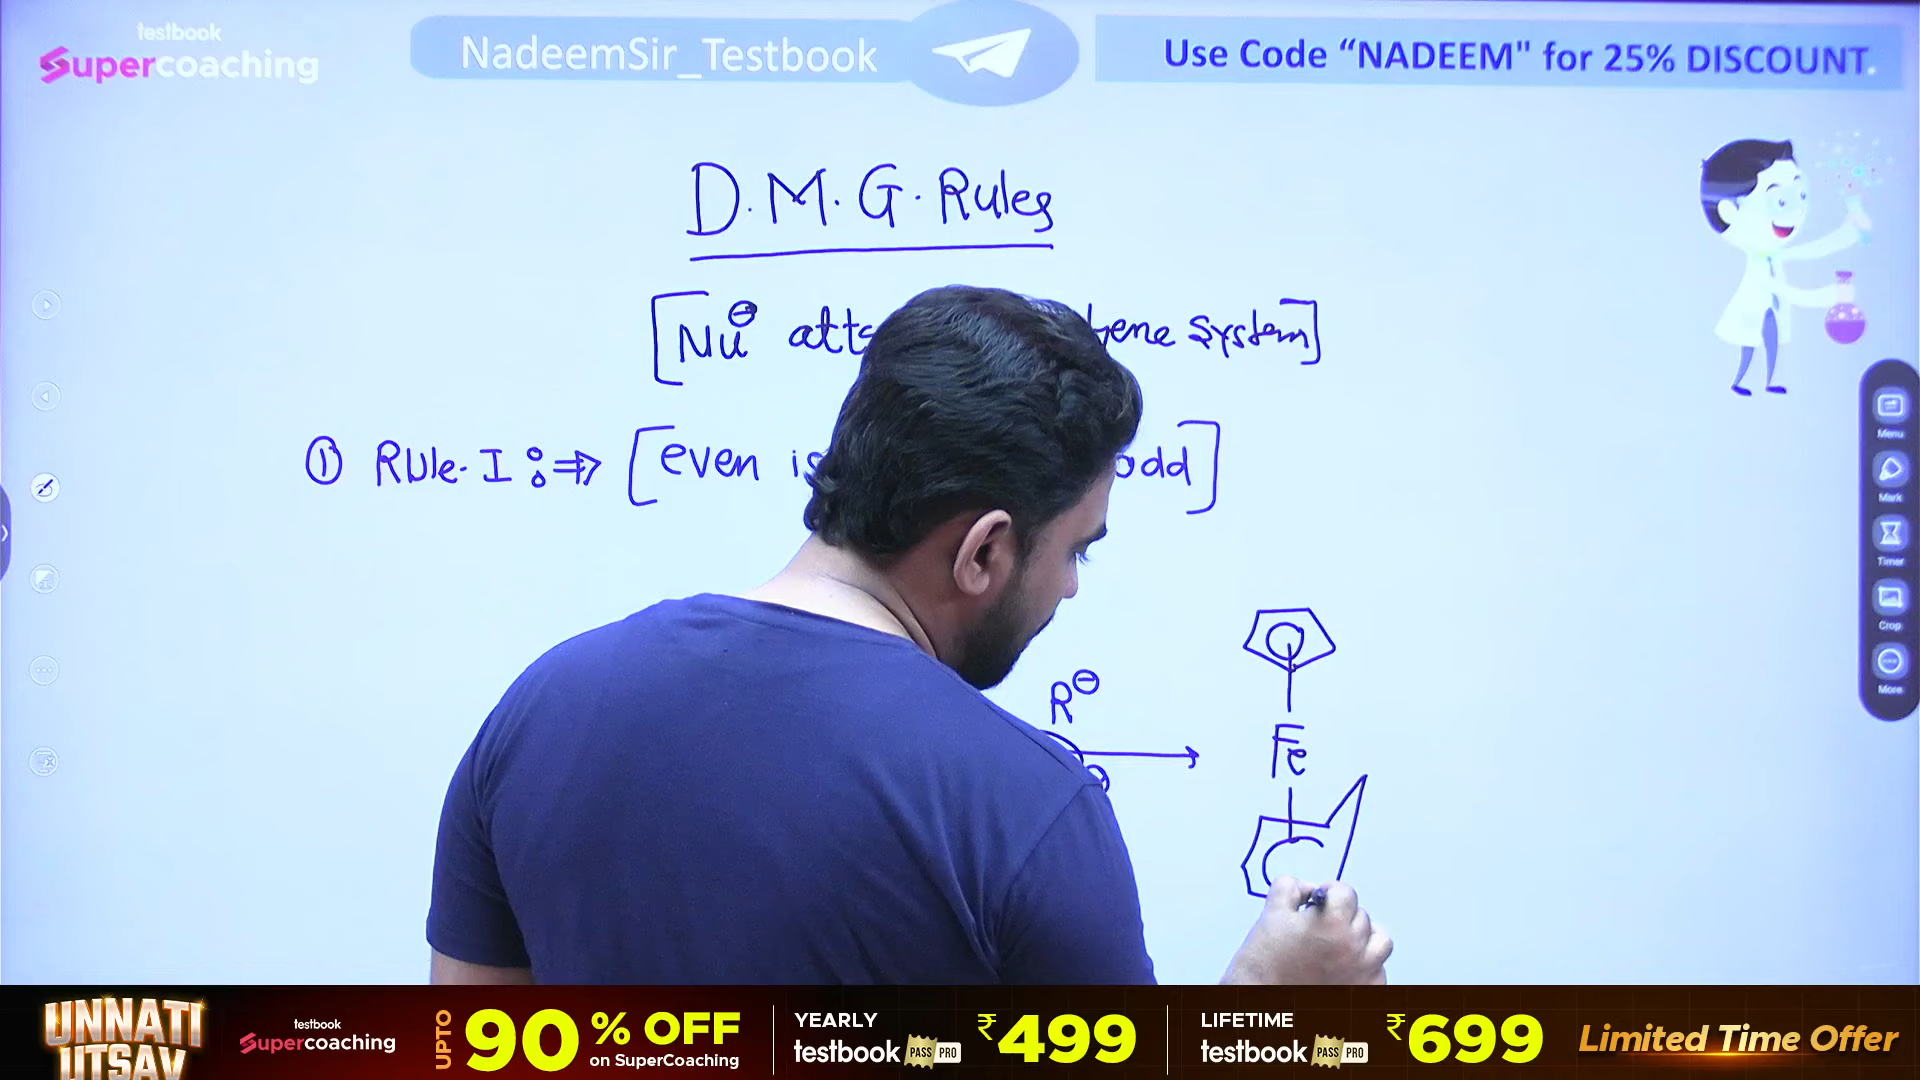 testbook
Supercoaching
NadeemSir_Testbook
Use Code “NADEEM" for 25% DISCOUNT.
D.M.G. Rules
[Nu⊖ system]
① Rule-I :⇒ [even odd]
R⊖
Fe
Menu
Mark
Timer
Crop
More
UNNATI
UTSAV
testbook
Supercoaching
UPTO 90% OFF
on SuperCoaching
YEARLY
testbook PASS PRO
₹499
LIFETIME
testbook PASS PRO
₹699
Limited Time Offer